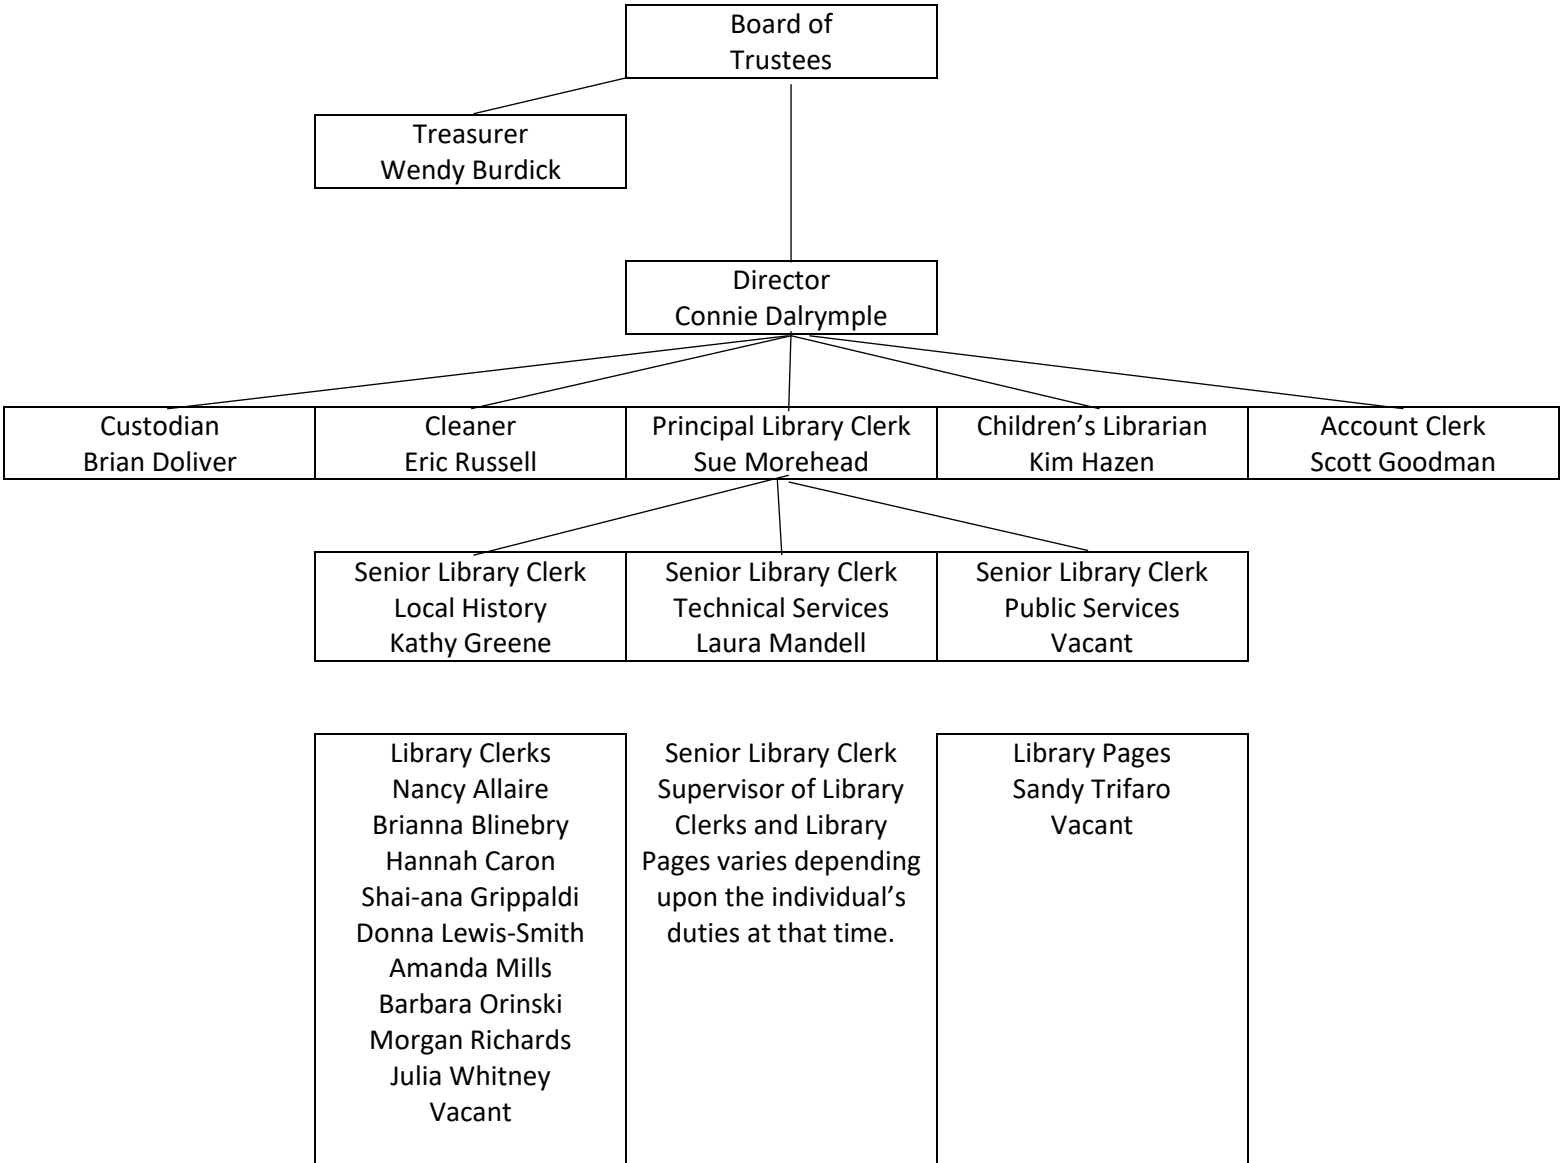 Board of
Trustees
Treasurer
Wendy Burdick
Director
Connie Dalrymple
Custodian
Brian Doliver
Cleaner
Eric Russell
Principal Library Clerk
Sue Morehead
Children’s Librarian
Kim Hazen
Account Clerk
Scott Goodman
Senior Library Clerk
Local History
Kathy Greene
Senior Library Clerk
Technical Services
Laura Mandell
Senior Library Clerk
Public Services
Vacant
Library Clerks
Nancy Allaire
Brianna Blinebry
Hannah Caron
Shai-ana Grippaldi
Donna Lewis-Smith
Amanda Mills
Barbara Orinski
Morgan Richards
Julia Whitney
Vacant
Senior Library Clerk
Supervisor of Library
Clerks and Library
Pages varies depending
upon the individual’s
duties at that time.
Library Pages
Sandy Trifaro
Vacant